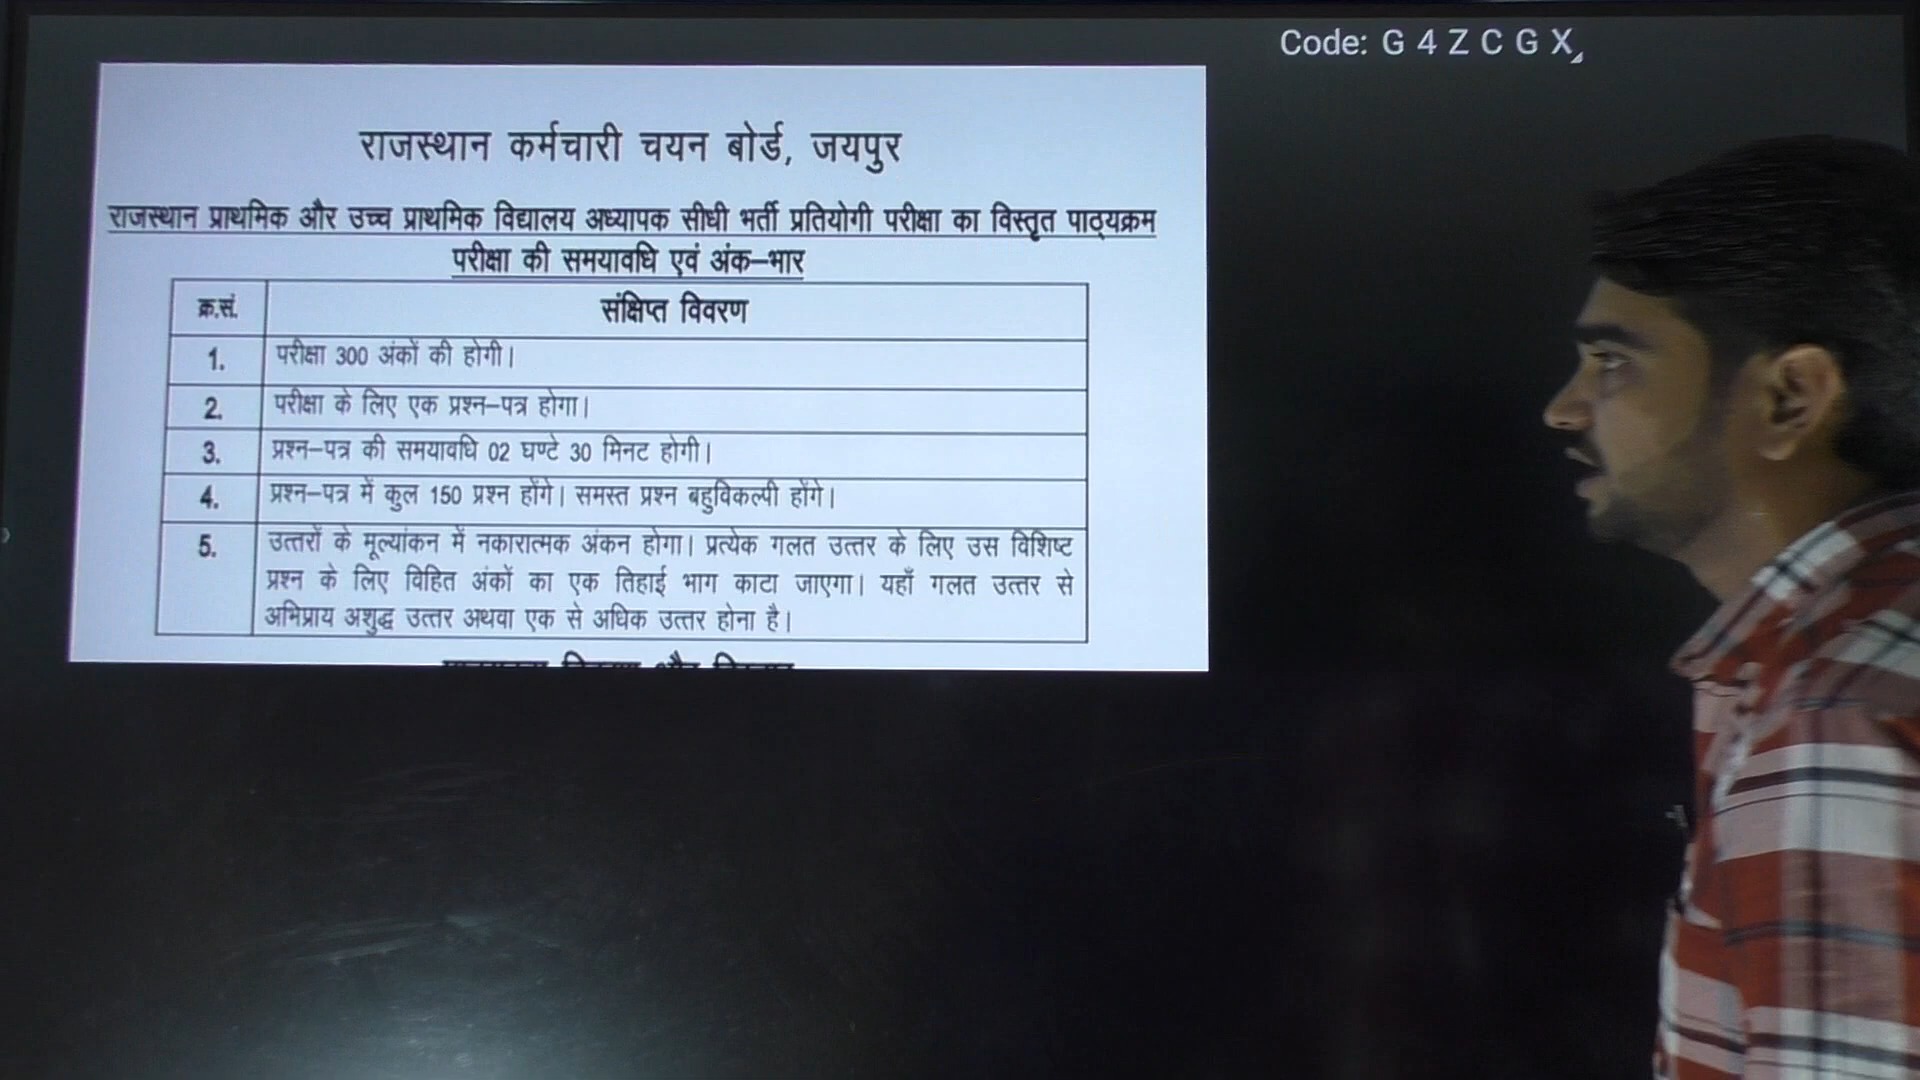 Code: G 4 Z C G X
राजस्थान कर्मचारी चयन बोर्ड, जयपुर
राजस्थान प्राथमिक और उच्च प्राथमिक विद्यालय अध्यापक सीधी भर्ती प्रतियोगी परीक्षा का विस्तृत पाठ्यक्रम
परीक्षा की समयावधि एवं अंक–भार
क्र.सं. संक्षिप्त विवरण
1. परीक्षा 300 अंकों की होगी।
2. परीक्षा के लिए एक प्रश्न–पत्र होगा।
3. प्रश्न–पत्र की समयावधि 02 घण्टे 30 मिनट होगी।
4. प्रश्न–पत्र में कुल 150 प्रश्न होंगे। समस्त प्रश्न बहुविकल्पी होंगे।
5. उत्तरों के मूल्यांकन में नकारात्मक अंकन होगा। प्रत्येक गलत उत्तर के लिए उस विशिष्ट
प्रश्न के लिए विहित अंकों का एक तिहाई भाग काटा जाएगा। यहाँ गलत उत्तर से
अभिप्राय अशुद्ध उत्तर अथवा एक से अधिक उत्तर होना है।